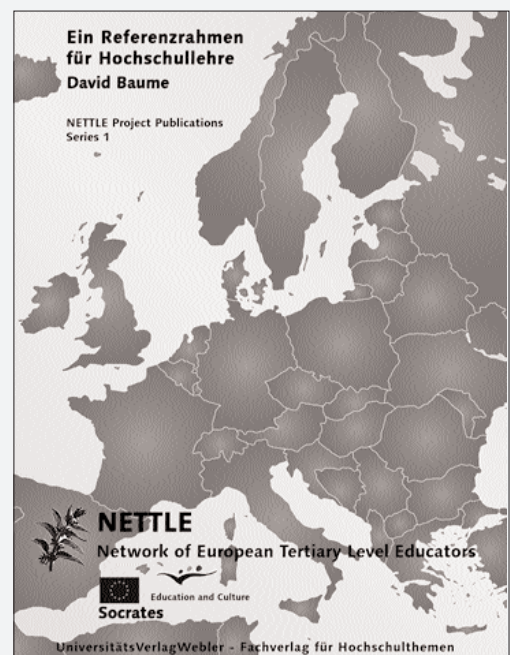 Ein Referenzrahmen
für Hochschullehre
David Baume
NETTLE Project Publications
Series 1
NETTLE
Network of European Tertiary Level Educators
Education and Culture
Socrates
UniversitätsVerlagWebler - Fachverlag für Hochschulthemen